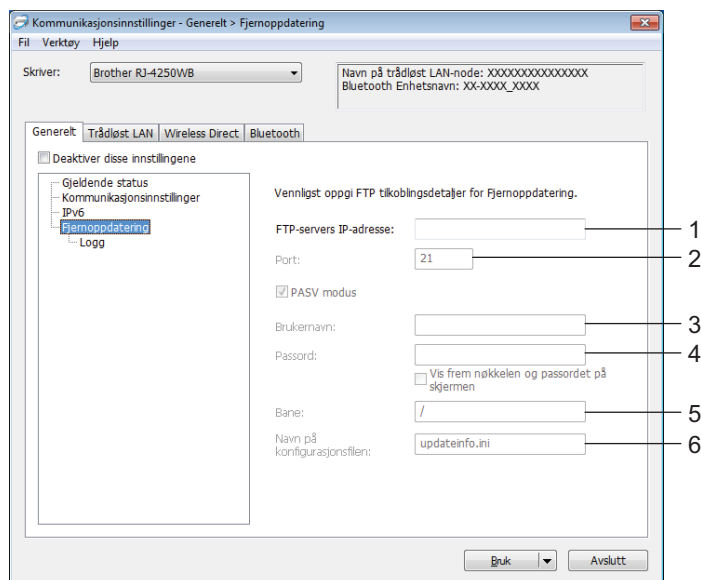 Kommunikasjonsinnstillinger - Generelt > Fjernoppdatering
Fil Verktøy Hjelp
Skriver: Brother RJ-4250WB
Navn på trådløst LAN-node: XXXXXXXXXXXXXXX
Bluetooth Enhetsnavn: XX-XXXX_XXXX
Generelt Trådløst LAN Wireless Direct Bluetooth
Deaktiver disse innstillingene
Gjeldende status
Kommunikasjonsinnstillinger
IPv6
Fjernoppdatering
Logg
Vennligst oppgi FTP tilkoblingsdetaljer for Fjernoppdatering.
FTP-servers IP-adresse: 1
Port: 21 2
PASV modus
Brukernavn: 3
Passord: 4
Vis frem nøkkelen og passordet på
skjermen
Bane: / 5
Navn på
konfigurasjonsfilen: updateinfo.ini 6
Bruk Avslutt